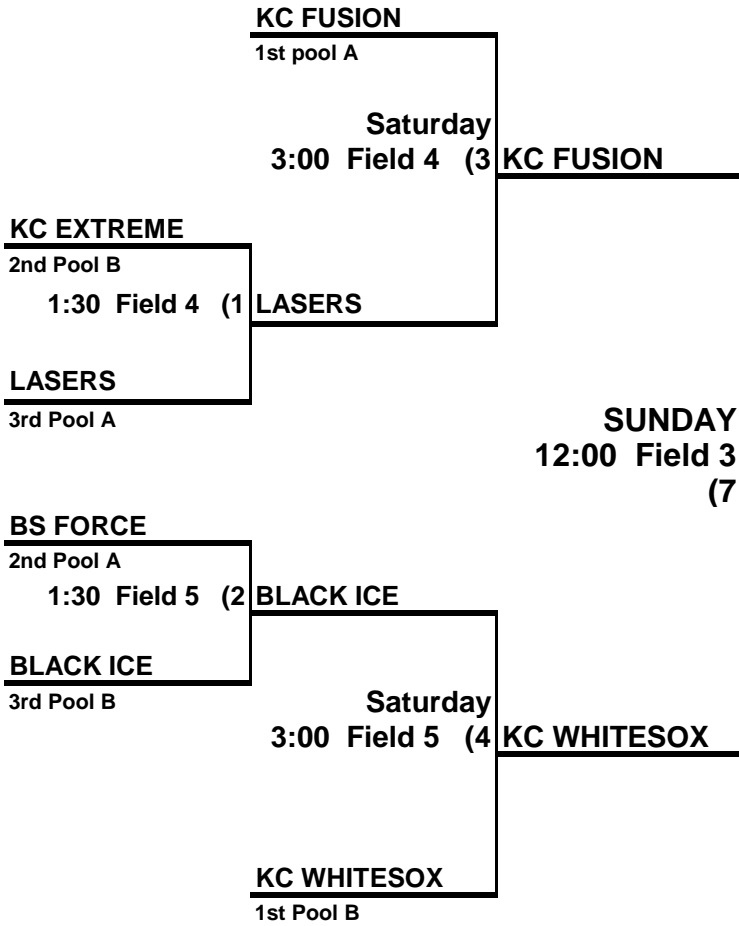 KC FUSION
1st pool A
Saturday
3:00 Field 4 (3 KC FUSION
KC EXTREME
2nd Pool B
1:30 Field 4 (1 LASERS
LASERS
3rd Pool A
SUNDAY
12:00 Field 3
(7
BS FORCE
2nd Pool A
1:30 Field 5 (2 BLACK ICE
BLACK ICE
3rd Pool B
Saturday
3:00 Field 5 (4 KC WHITESOX
KC WHITESOX
1st Pool B